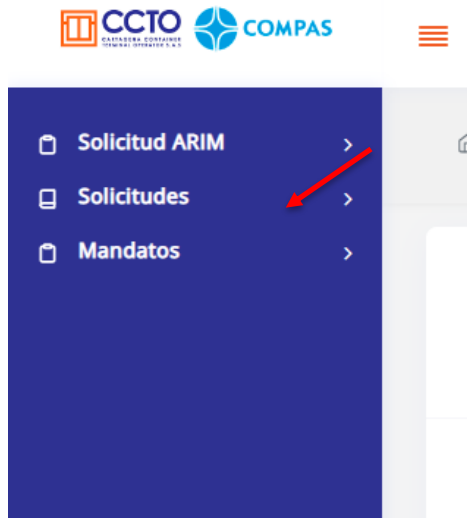 CCTO COMPAS
CARTAGENA CONTAINER
TERMINAL OPERATOR S.A.S
Solicitud ARIM
Solicitudes
Mandatos